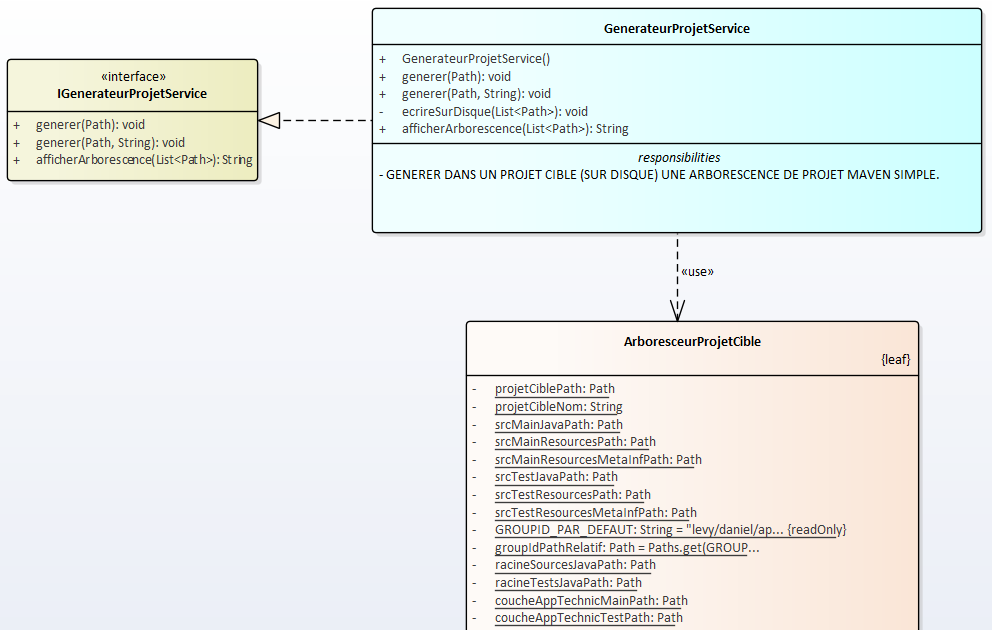 «interface»
IGenerateurProjetService
+ generer(Path): void
+ generer(Path, String): void
+ afficherArborescence(List<Path>): String
GenerateurProjetService
+ GenerateurProjetService()
+ generer(Path): void
+ generer(Path, String): void
- ecrireSurDisque(List<Path>): void
+ afficherArborescence(List<Path>): String
responsibilities
- GENERER DANS UN PROJET CIBLE (SUR DISQUE) UNE ARBORESCENCE DE PROJET MAVEN SIMPLE.
«use»
ArboresceurProjetCible
{leaf}
- projetCiblePath: Path
- projetCibleNom: String
- srcMainJavaPath: Path
- srcMainResourcesPath: Path
- srcMainResourcesMetaInfPath: Path
- srcTestJavaPath: Path
- srcTestResourcesPath: Path
- srcTestResourcesMetaInfPath: Path
- GROUPID_PAR_DEFAUT: String = "levy/daniel/ap... {readOnly}
- groupIdPathRelatif: Path = Paths.get(GROUP...
- racineSourcesJavaPath: Path
- racineTestsJavaPath: Path
- coucheAppTechnicMainPath: Path
- coucheAppTechnicTestPath: Path